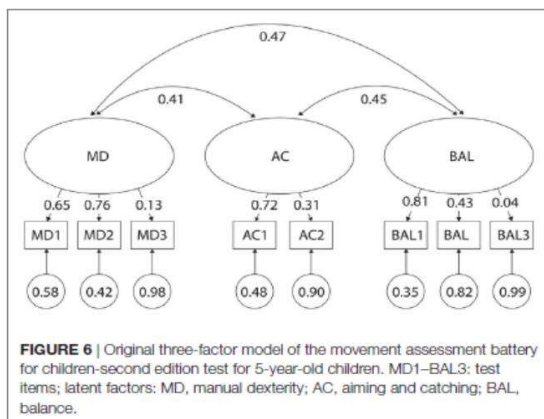 0.47
0.41 0.45
MD AC BAL
0.65 0.76 0.13 0.72 0.31 0.81 0.43 0.04
MD1 MD2 MD3 AC1 AC2 BAL1 BAL BAL3
0.58 0.42 0.98 0.48 0.90 0.35 0.82 0.99
FIGURE 6 | Original three-factor model of the movement assessment battery
for children-second edition test for 5-year-old children. MD1–BAL3: test
items; latent factors: MD, manual dexterity; AC, aiming and catching; BAL,
balance.